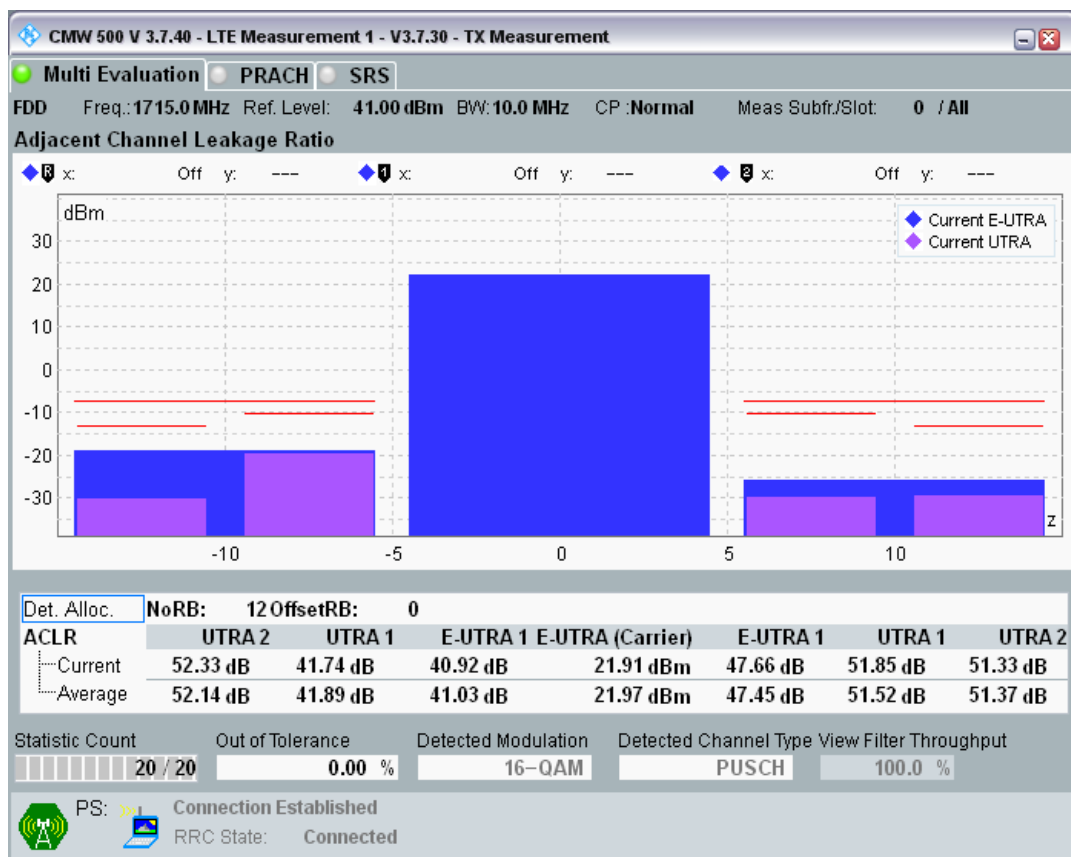 CMW 500 V 3.7.40 - LTE Measurement 1 - V3.7.30 - TX Measurement
Multi Evaluation PRACH SRS
FDD Freq.:1715.0 MHz Ref. Level: 41.00 dBm BW:10.0 MHz CP :Normal Meas Subfr./Slot: 0 / All
Adjacent Channel Leakage Ratio
R x: Off y: --- 1 x: Off y: --- 2 x: Off y: ---
dBm
Current E-UTRA
Current UTRA
30
20
10
0
-10
-20
-30
z
-10 -5 0 5 10
Det. Alloc. NoRB: 12 OffsetRB: 0
ACLR UTRA 2 UTRA 1 E-UTRA 1 E-UTRA (Carrier) E-UTRA 1 UTRA 1 UTRA 2
Current 52.33 dB 41.74 dB 40.92 dB 21.91 dBm 47.66 dB 51.85 dB 51.33 dB
Average 52.14 dB 41.89 dB 41.03 dB 21.97 dBm 47.45 dB 51.52 dB 51.37 dB
Statistic Count Out of Tolerance Detected Modulation Detected Channel Type View Filter Throughput
20 / 20 0.00 % 16-QAM PUSCH 100.0 %
PS: Connection Established
RRC State: Connected